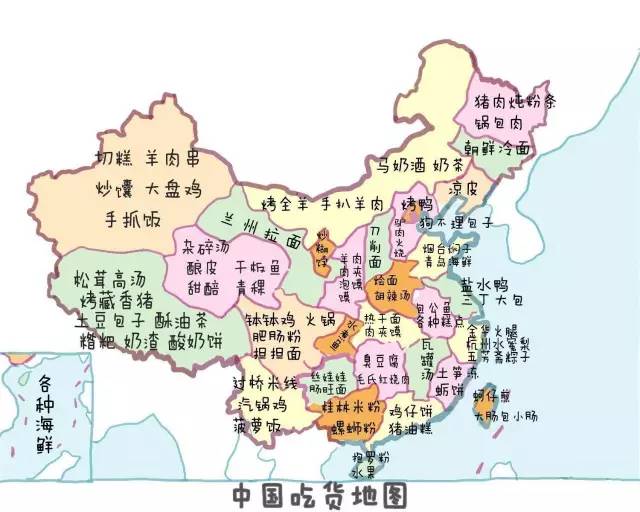 猪肉炖粉条
锅包肉
朝鲜冷面
马奶酒 奶茶
凉皮
切糕 羊肉串
炒馕 大盘鸡
手抓饭
烤全羊 手扒羊肉
烤鸭
狗不理包子
驴肉火烧
兰州拉面
刀削面
烟台焖子
青岛海鲜
杂碎汤
酿皮 干炸鱼
甜醅 青稞
肉夹馍
羊肉泡馍
烩面
胡辣汤
盐水鸭
三丁大包
松茸高汤
烤藏香猪
土豆包子 酥油茶
糌粑 奶渣 酸奶饼
钵钵鸡 火锅
肥肠粉
担担面
热干面
肉夹馍
包公鱼
各种糕点
金华火腿
杭州水蜜梨
五芳斋粽子
臭豆腐
毛氏红烧肉
瓦罐汤
土笋冻
蛎饼
过桥米线
汽锅鸡
菠萝饭
丝娃娃
肠旺面
桂林米粉
螺蛳粉
鸡仔饼
猪油糕
蚵仔煎
大肠包小肠
抱罗粉
水果
各种海鲜
中国吃货地图